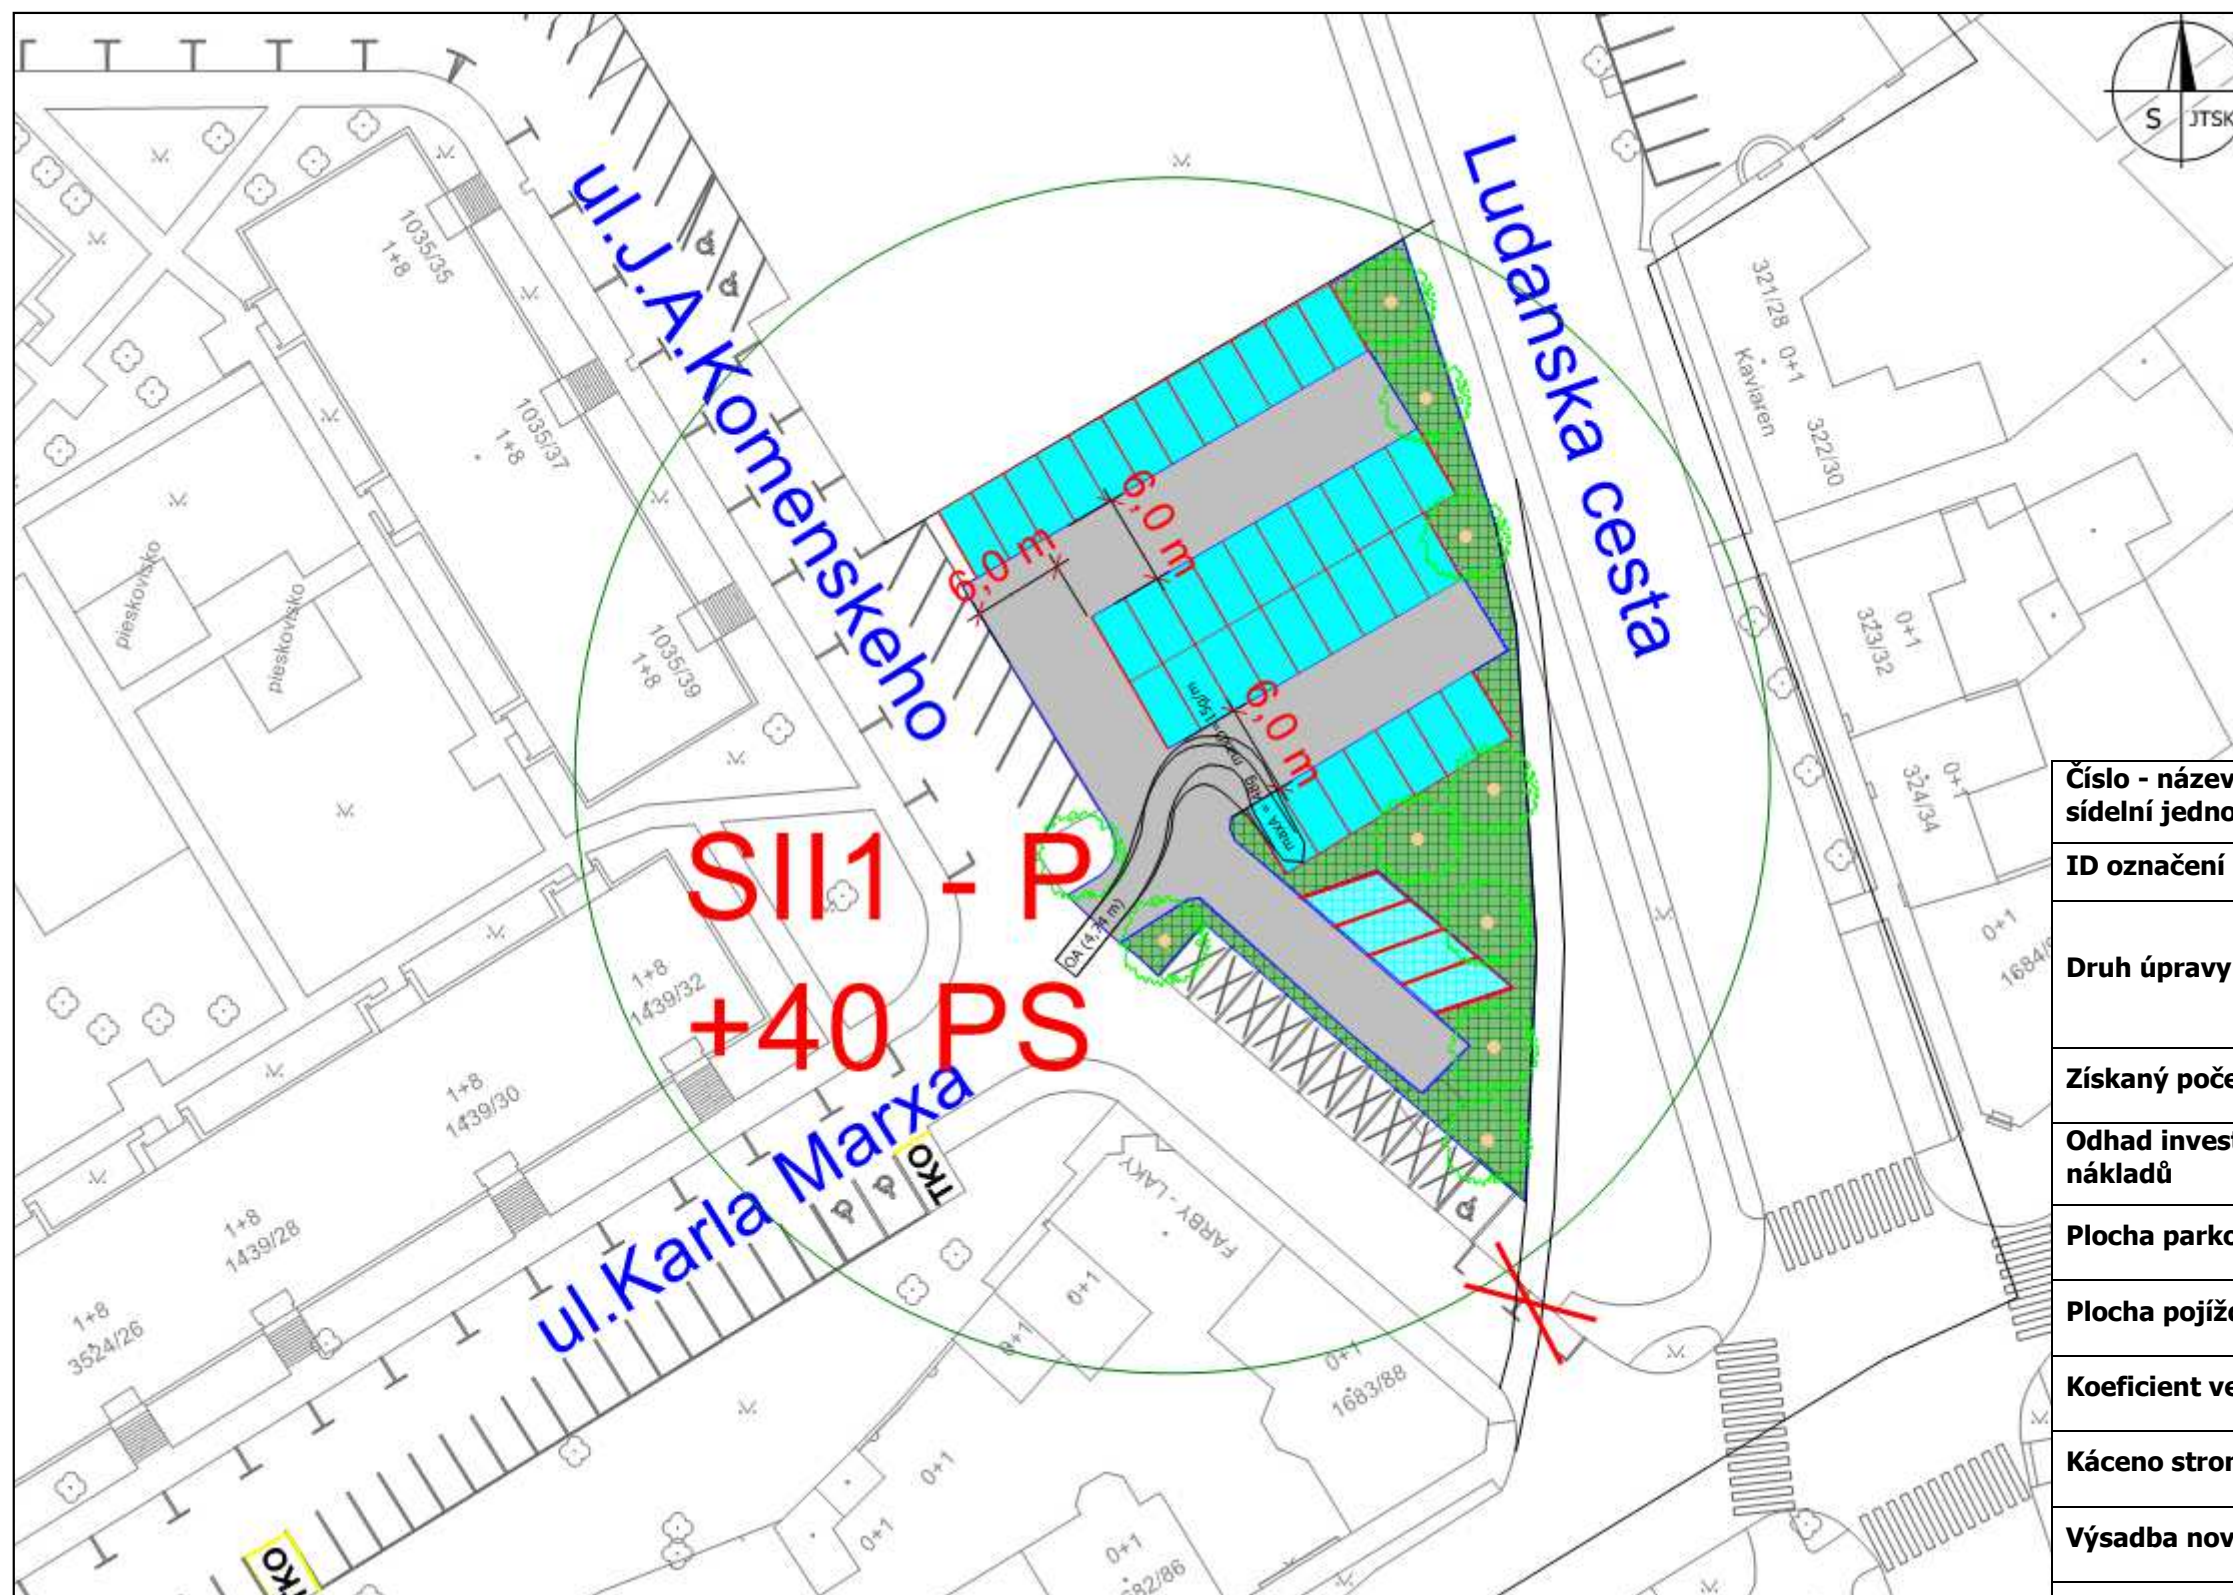 S JTSK
ul.J.A.Komenskeho
Ludanska cesta
1035/35
1+8
1035/37
1+8
1035/39
1+8
pieskovisko
pieskovisko
321/28 0+1
Kaviaren
322/30
0+1
323/32
0+1
324/34
0+1
6,0 m
6,0 m
6,0 m
OA (4,74 m)
SII1 - P
+40 PS
1+8
1439/32
1+8
1439/30
1+8
1439/28
1+8
3524/26
ul.Karla Marxa
TKO
TKO
FARBY - LAKY
0+1
0+1
0+1
1683/88
0+1
0+1
0+1
Číslo - název
sídelní jedno
ID označení
Druh úpravy
Získaný poče
Odhad invest
nákladů
Plocha parko
Plocha pojížd
Koeficient ve
Káceno stron
Výsadba nov